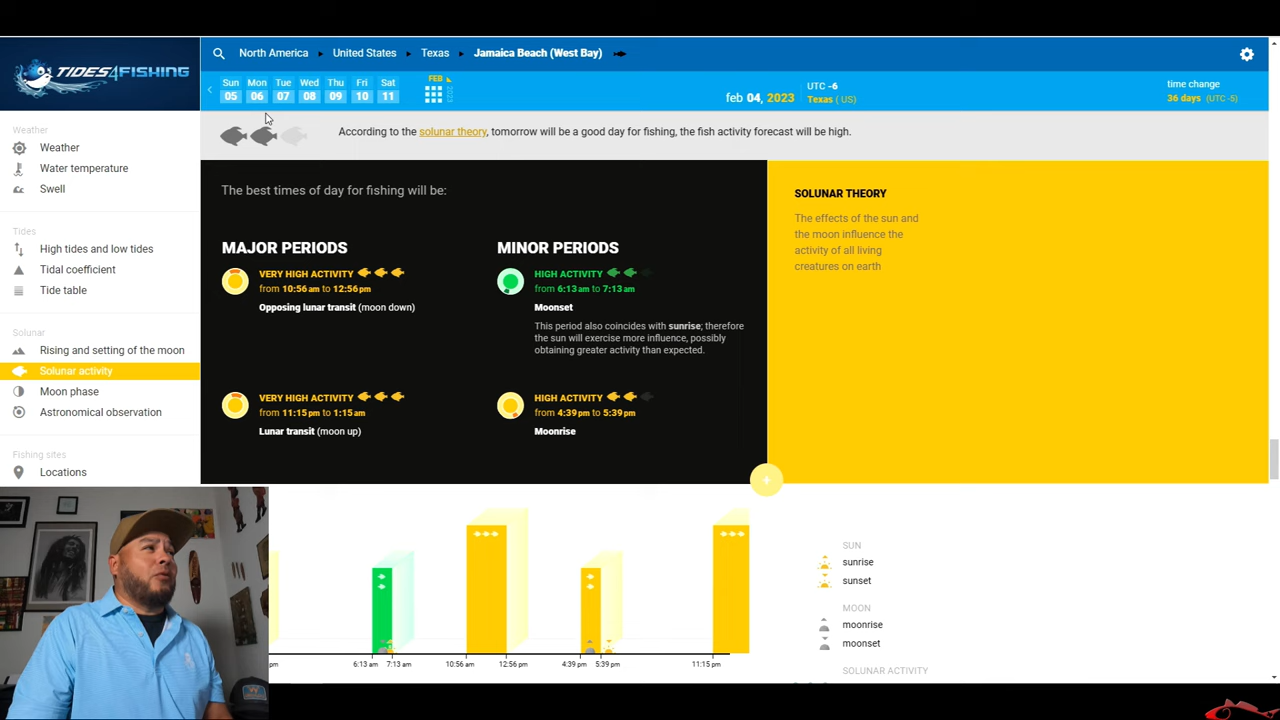 TIDES4FISHING
North America ▸ United States ▸ Texas ▸ Jamaica Beach (West Bay)
Sun Mon Tue Wed Thu Fri Sat
05 06 07 08 09 10 11
FEB
2023
feb 04, 2023
UTC -6
Texas ( US)
time change
36 days (UTC -5)
According to the solunar theory, tomorrow will be a good day for fishing, the fish activity forecast will be high.
Weather
Weather
Water temperature
Swell
Tides
High tides and low tides
Tidal coefficient
Tide table
Solunar
Rising and setting of the moon
Solunar activity
Moon phase
Astronomical observation
Fishing sites
Locations
The best times of day for fishing will be:
MAJOR PERIODS
VERY HIGH ACTIVITY
from 10:56 am to 12:56 pm
Opposing lunar transit (moon down)
VERY HIGH ACTIVITY
from 11:15 pm to 1:15 am
Lunar transit (moon up)
MINOR PERIODS
HIGH ACTIVITY
from 6:13 am to 7:13 am
Moonset
This period also coincides with sunrise; therefore
the sun will exercise more influence, possibly
obtaining greater activity than expected.
HIGH ACTIVITY
from 4:39 pm to 5:39 pm
Moonrise
SOLUNAR THEORY
The effects of the sun and
the moon influence the
activity of all living
creatures on earth
+
pm 6:13 am 7:13 am 10:56 am 12:56 pm 4:39 pm 5:39 pm 11:15 pm
SUN
sunrise
sunset
MOON
moonrise
moonset
SOLUNAR ACTIVITY